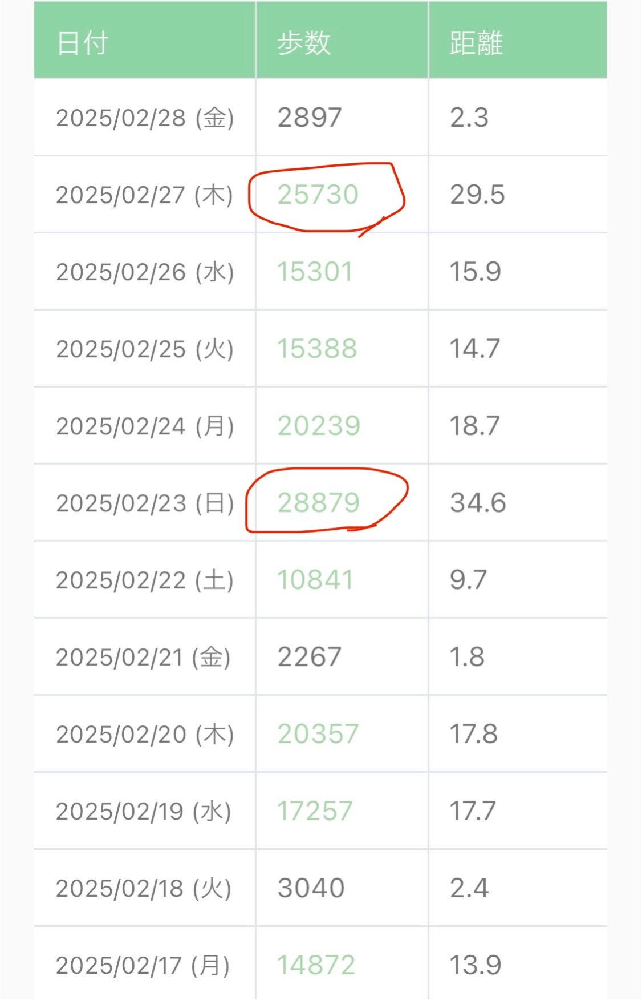 日付 歩数 距離
2025/02/28 (金) 2897 2.3
2025/02/27 (木) 25730 29.5
2025/02/26 (水) 15301 15.9
2025/02/25 (火) 15388 14.7
2025/02/24 (月) 20239 18.7
2025/02/23 (日) 28879 34.6
2025/02/22 (土) 10841 9.7
2025/02/21 (金) 2267 1.8
2025/02/20 (木) 20357 17.8
2025/02/19 (水) 17257 17.7
2025/02/18 (火) 3040 2.4
2025/02/17 (月) 14872 13.9